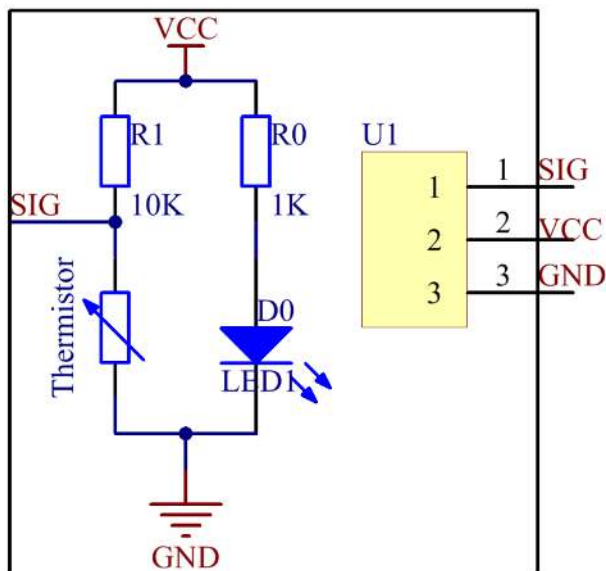 VCC
R1
R0
10K
1K
SIG
Thermistor
D0
LED1
GND
U1
1 1 SIG
2 2 VCC
3 3 GND